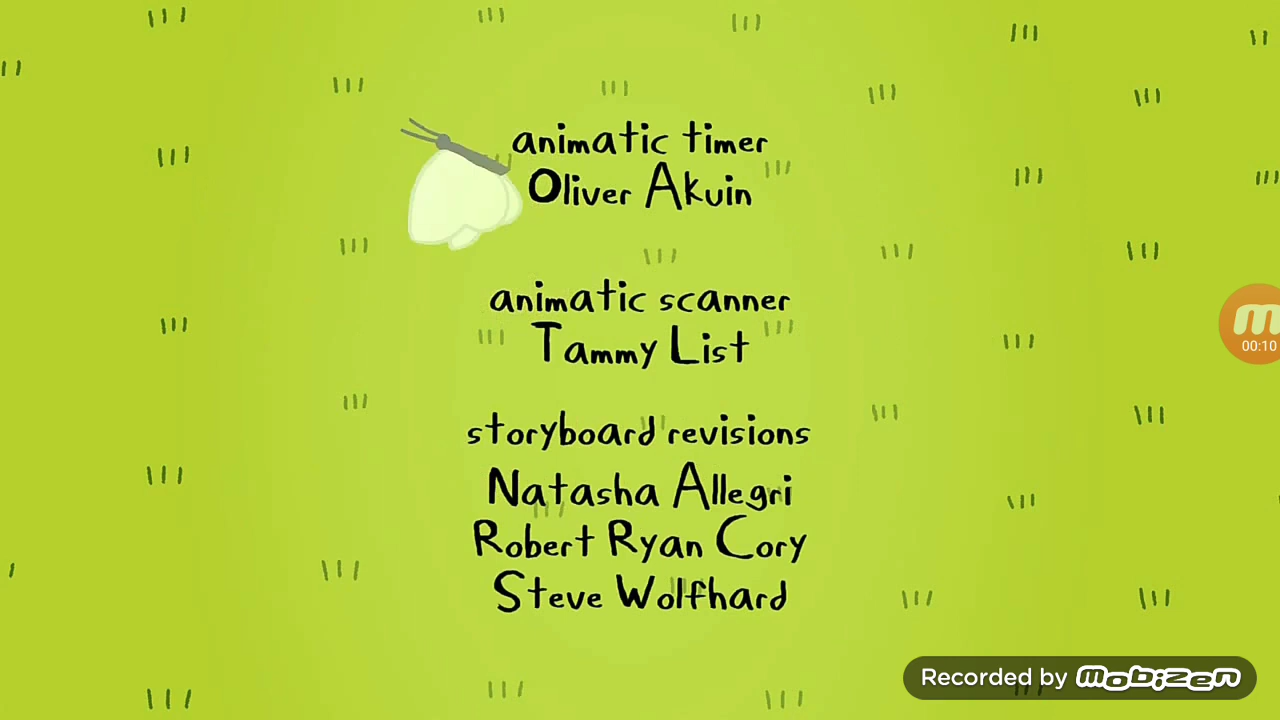 animatic timer
Oliver Akuin
animatic scanner
Tammy List
storyboard revisions
Natasha Allegri
Robert Ryan Cory
Steve Wolfhard
m
00:10
Recorded by mobizen